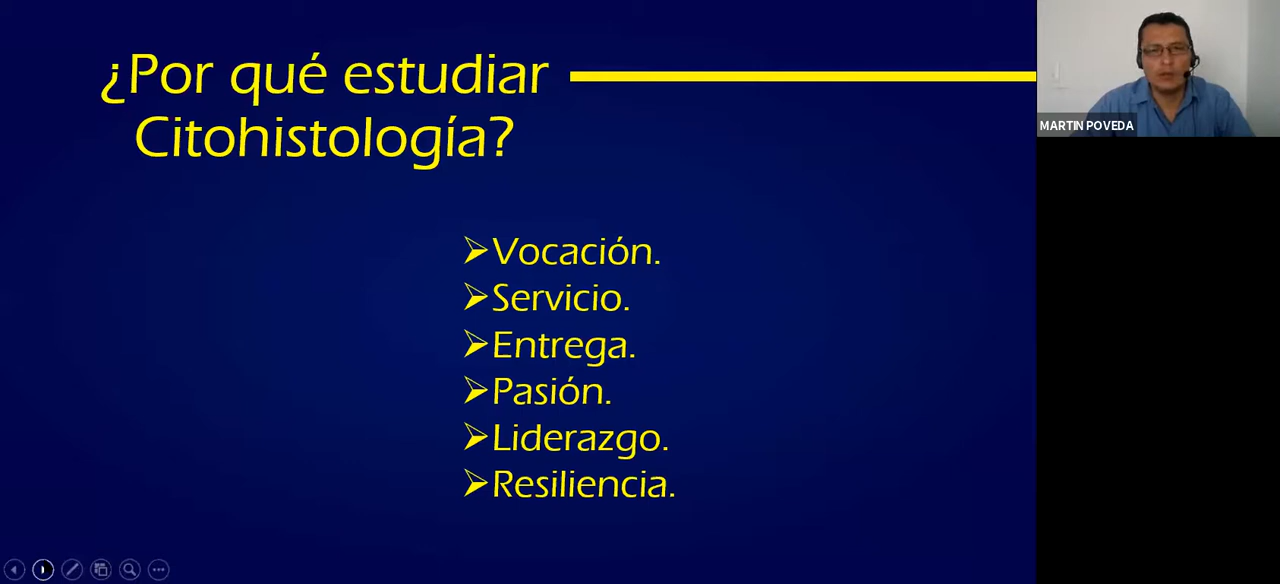 ¿Por qué estudiar
Citohistología?
➢Vocación.
➢Servicio.
➢Entrega.
➢Pasión.
➢Liderazgo.
➢Resiliencia.
MARTIN POVEDA